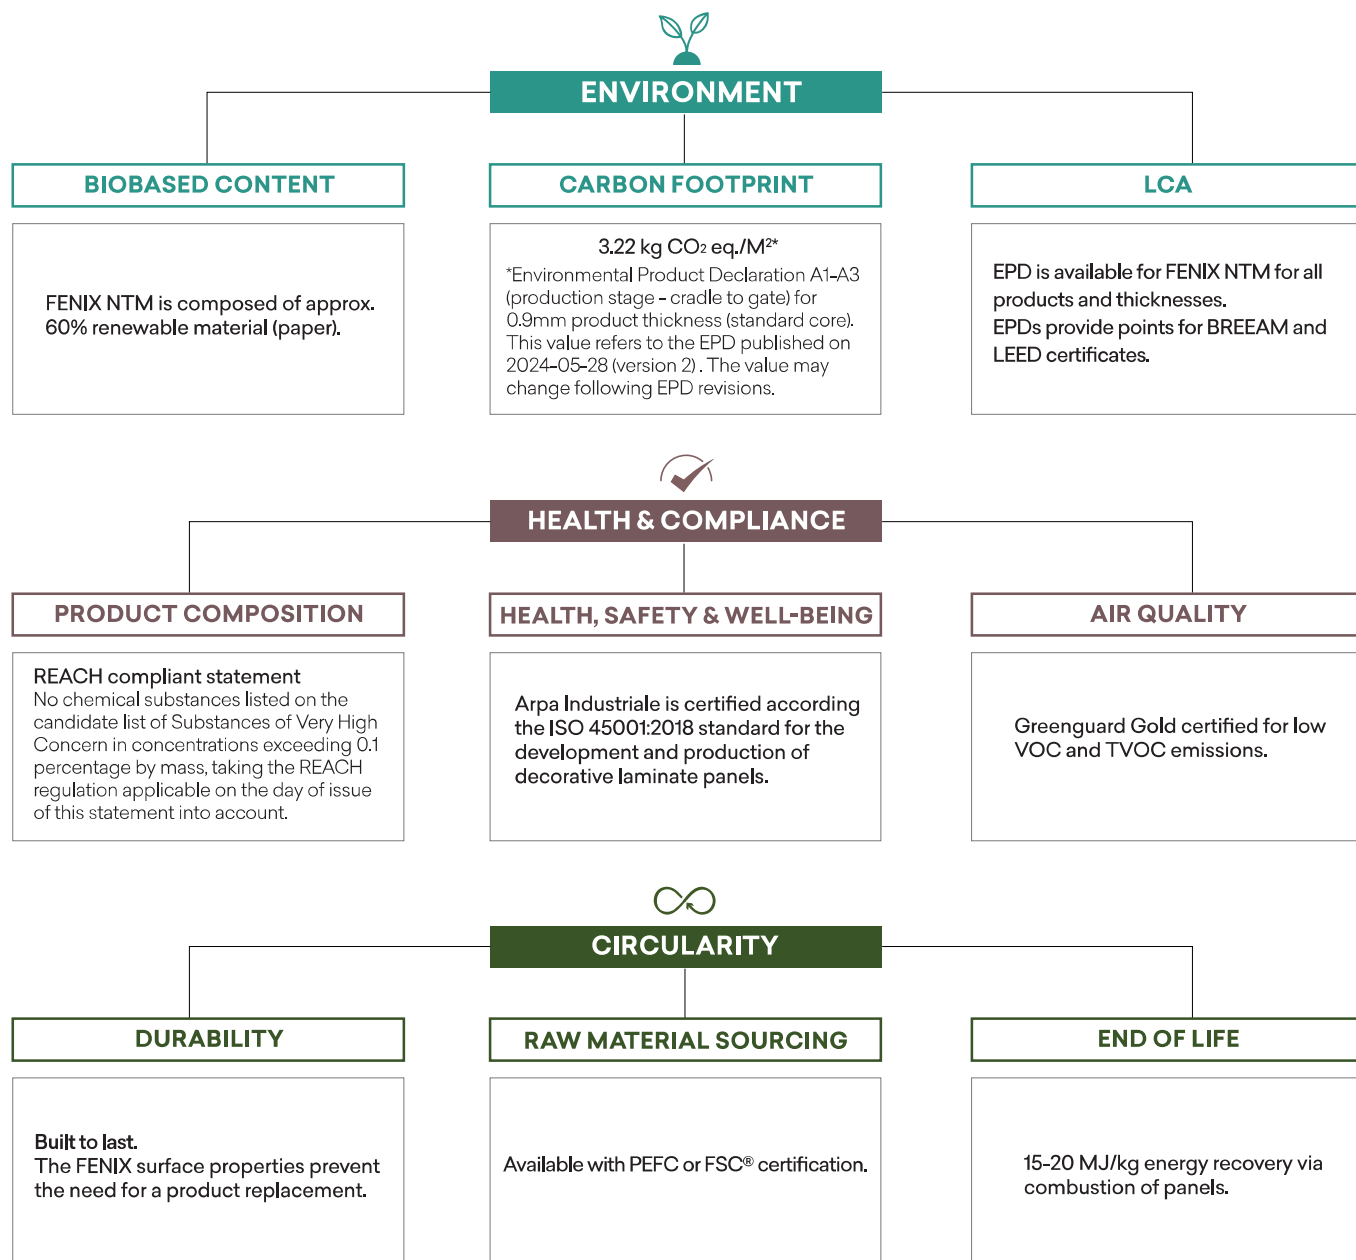 ENVIRONMENT
BIOBASED CONTENT
FENIX NTM is composed of approx.
60% renewable material (paper).
CARBON FOOTPRINT
3.22 kg CO₂ eq./M²*
*Environmental Product Declaration A1-A3
(production stage - cradle to gate) for
0.9mm product thickness (standard core).
This value refers to the EPD published on
2024-05-28 (version 2) . The value may
change following EPD revisions.
LCA
EPD is available for FENIX NTM for all
products and thicknesses.
EPDs provide points for BREEAM and
LEED certificates.
HEALTH & COMPLIANCE
PRODUCT COMPOSITION
REACH compliant statement
No chemical substances listed on the
candidate list of Substances of Very High
Concern in concentrations exceeding 0.1
percentage by mass, taking the REACH
regulation applicable on the day of issue
of this statement into account.
HEALTH, SAFETY & WELL-BEING
Arpa Industriale is certified according
the ISO 45001:2018 standard for the
development and production of
decorative laminate panels.
AIR QUALITY
Greenguard Gold certified for low
VOC and TVOC emissions.
CIRCULARITY
DURABILITY
Built to last.
The FENIX surface properties prevent
the need for a product replacement.
RAW MATERIAL SOURCING
Available with PEFC or FSC® certification.
END OF LIFE
15-20 MJ/kg energy recovery via
combustion of panels.